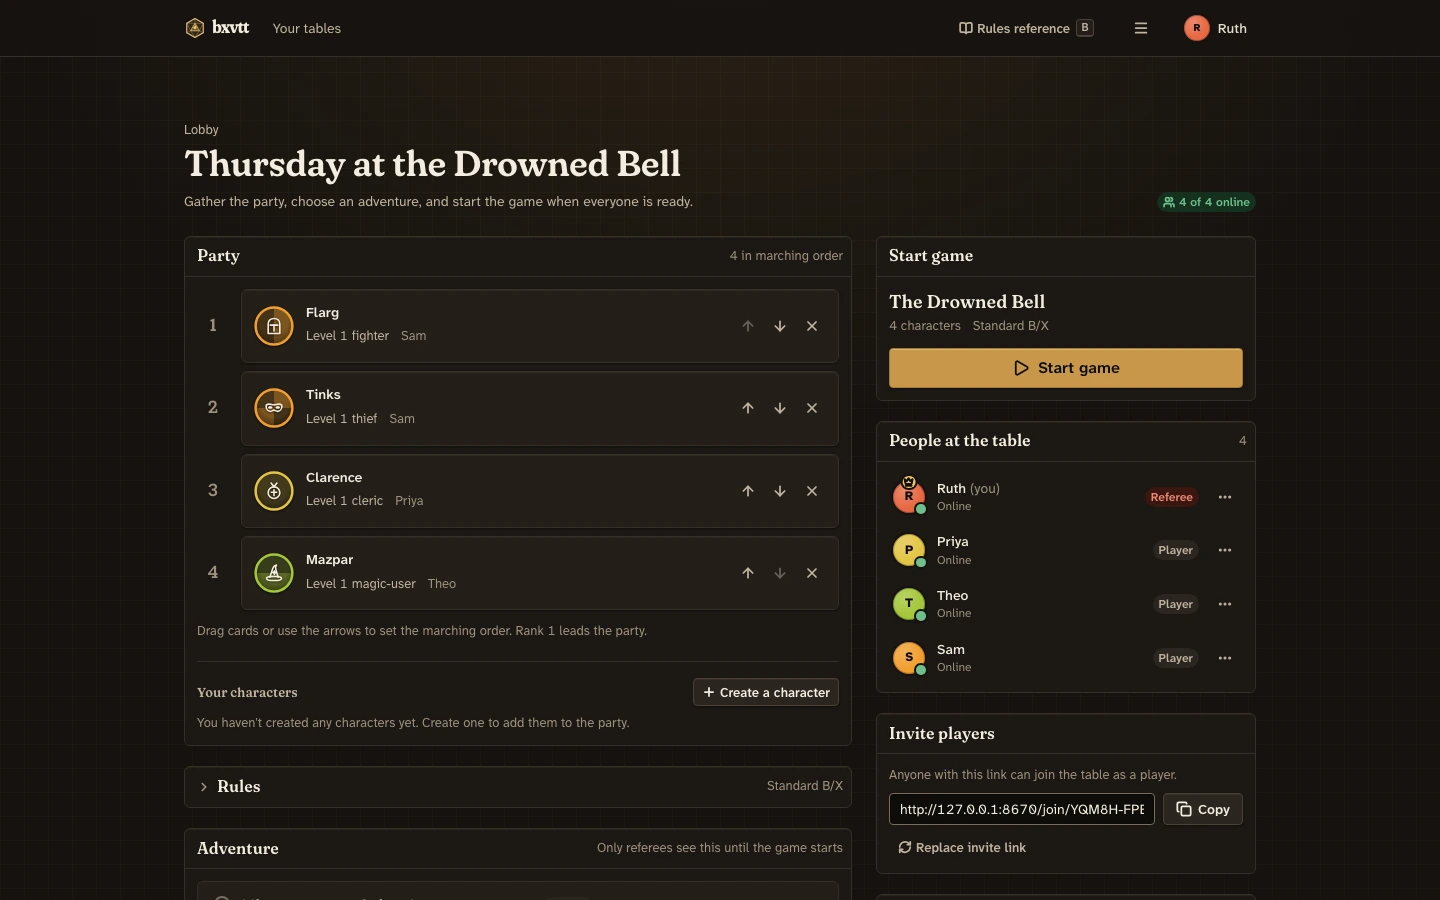 bxvtt
Your tables
Rules reference B
R Ruth
Lobby
Thursday at the Drowned Bell
Gather the party, choose an adventure, and start the game when everyone is ready.
4 of 4 online
Party
4 in marching order
1
Flarg
Level 1 fighter Sam
2
Tinks
Level 1 thief Sam
3
Clarence
Level 1 cleric Priya
4
Mazpar
Level 1 magic-user Theo
Drag cards or use the arrows to set the marching order. Rank 1 leads the party.
Your characters
Create a character
You haven't created any characters yet. Create one to add them to the party.
Rules
Standard B/X
Adventure
Only referees see this until the game starts
Start game
The Drowned Bell
4 characters Standard B/X
Start game
People at the table
4
R
Ruth (you)
Online
Referee
P
Priya
Online
Player
T
Theo
Online
Player
S
Sam
Online
Player
Invite players
Anyone with this link can join the table as a player.
http://127.0.0.1:8670/join/YQM8H-FPE
Copy
Replace invite link